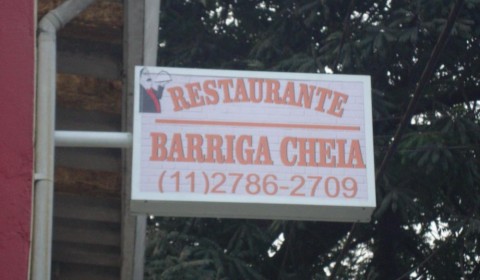 RESTAURANTE
BARRIGA CHEIA
(11)2786-2709